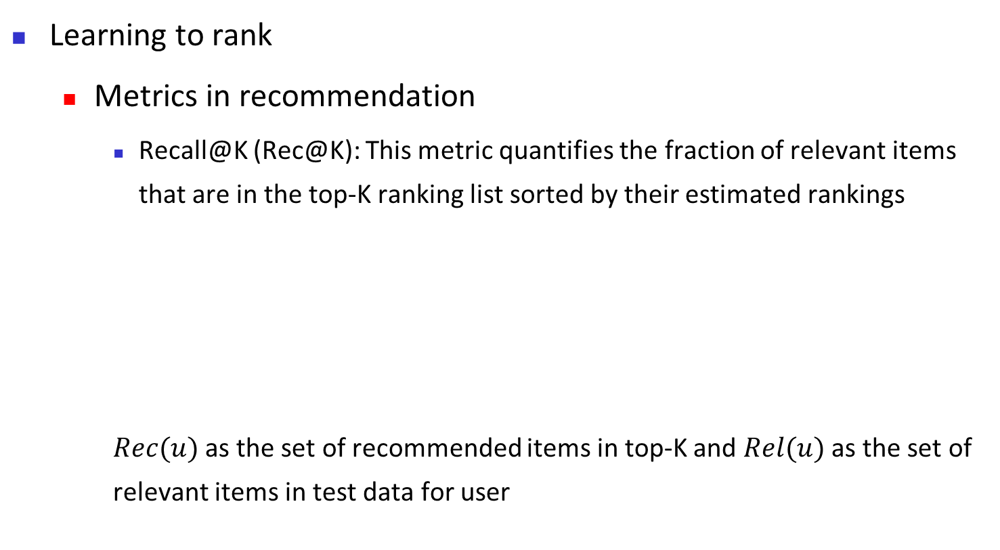 Learning to rank
Metrics in recommendation
Recall@K (Rec@K): This metric quantifies the fraction of relevant items
that are in the top-K ranking list sorted by their estimated rankings
Rec(u) as the set of recommended items in top-K and Rel(u) as the set of
relevant items in test data for user